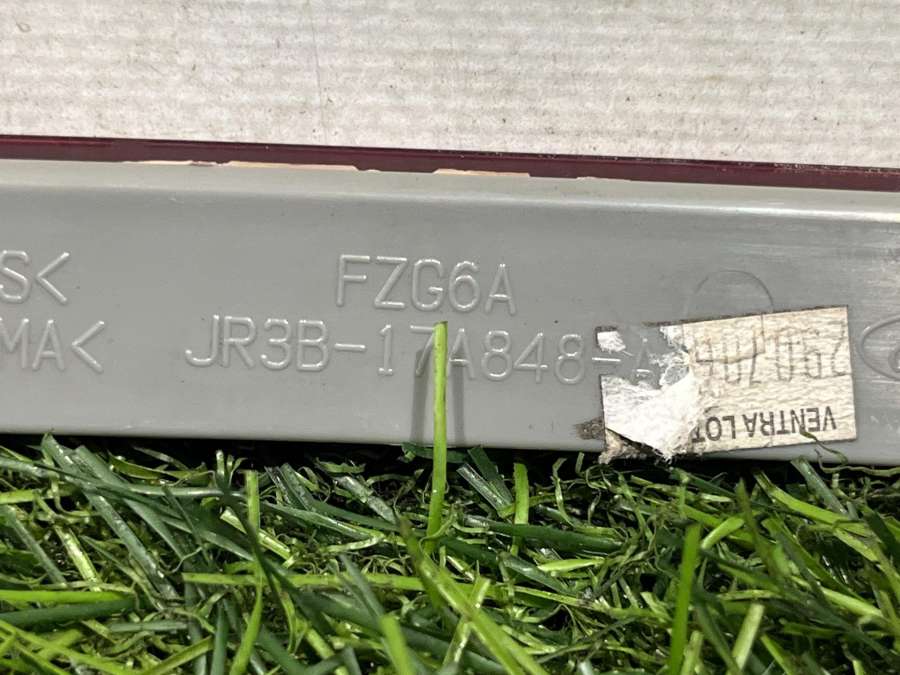 S<
MA<
FZG6A
JR3B-17A848-A
VENTRA LOT